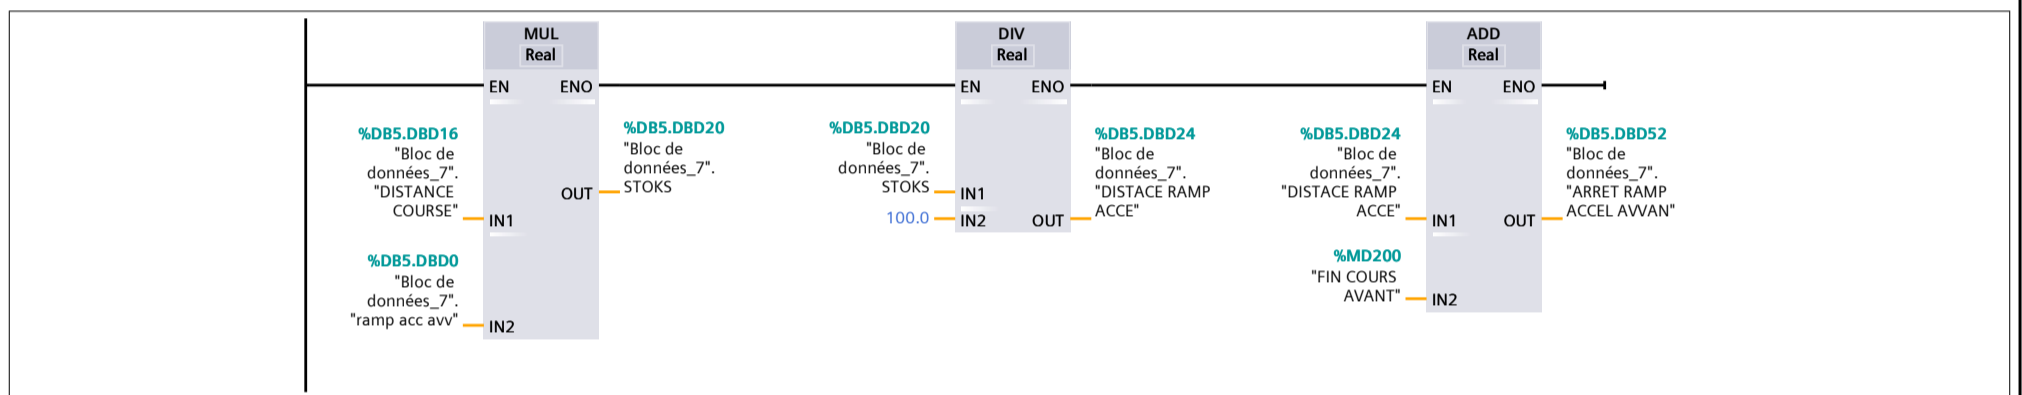 MUL
Real
EN ENO
%DB5.DBD16
"Bloc de
données_7".
"DISTANCE
COURSE"
IN1
%DB5.DBD0
"Bloc de
données_7".
"ramp acc avv"
IN2
OUT
%DB5.DBD20
"Bloc de
données_7".
STOKS
DIV
Real
EN ENO
%DB5.DBD20
"Bloc de
données_7".
STOKS
IN1
100.0
IN2
OUT
%DB5.DBD24
"Bloc de
données_7".
"DISTACE RAMP
ACCE"
ADD
Real
EN ENO
%DB5.DBD24
"Bloc de
données_7".
"DISTACE RAMP
ACCE"
IN1
%MD200
"FIN COURS
AVANT"
IN2
OUT
%DB5.DBD52
"Bloc de
données_7".
"ARRET RAMP
ACCEL AVVAN"